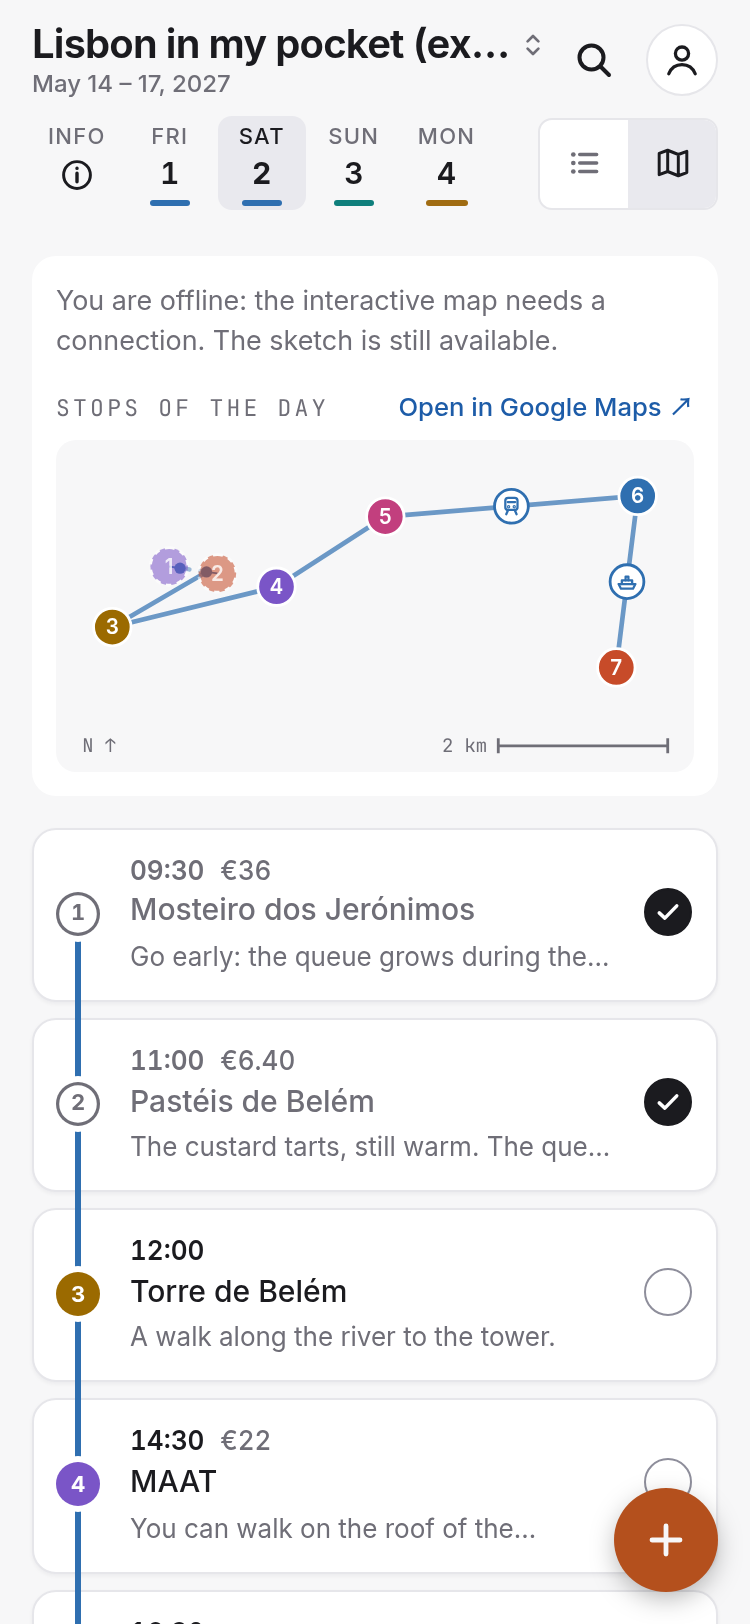 Lisbon in my pocket (ex…
May 14 – 17, 2027
INFO FRI SAT SUN MON
1 2 3 4
You are offline: the interactive map needs a
connection. The sketch is still available.
STOPS OF THE DAY Open in Google Maps ↗
6
5
1 2
4
3
7
N ↑ 2 km
09:30 €36
1 Mosteiro dos Jerónimos
Go early: the queue grows during the…
11:00 €6.40
2 Pastéis de Belém
The custard tarts, still warm. The que…
12:00
3 Torre de Belém
A walk along the river to the tower.
14:30 €22
4 MAAT
You can walk on the roof of the…